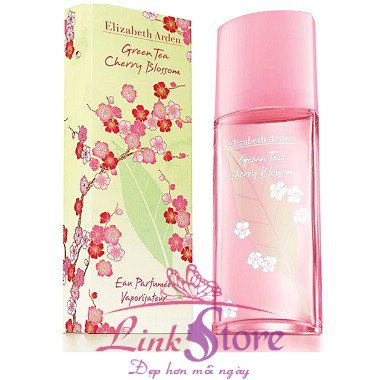 Elizabeth Arden
Green Tea
Cherry Blossom
Eau Parfumée
Vaporisateur
Elizabeth Arden
Green Tea
Cherry Blossom
Link Store
Đẹp hơn mỗi ngày